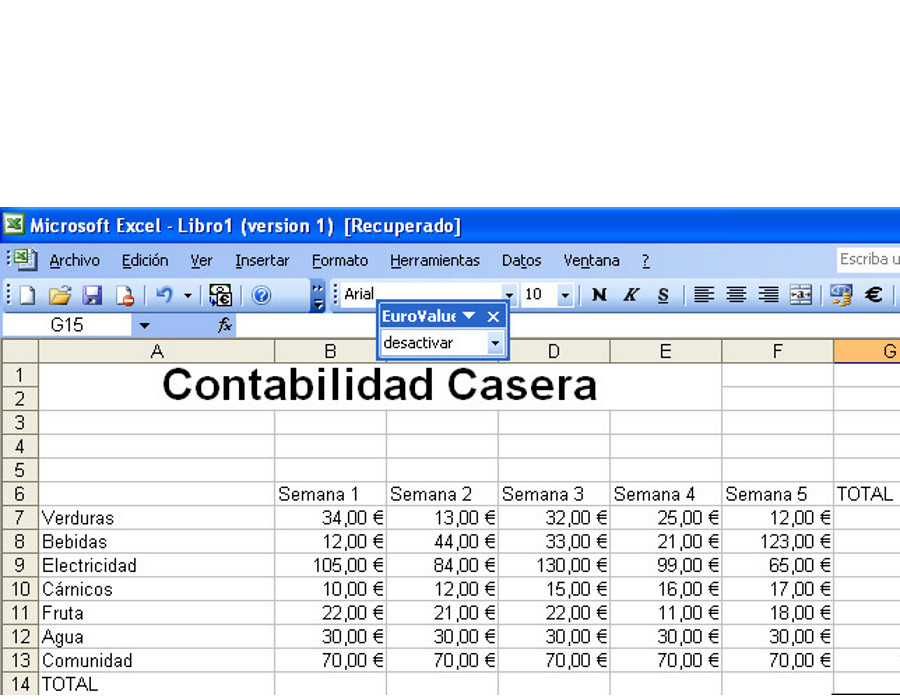 Microsoft Excel - Libro1 (version 1) [Recuperado]
Archivo Edición Ver Insertar Formato Herramientas Datos Ventana ? Escriba u
Arial 10 N K S €
G15 fx
EuroValue
desactivar
A B D E F G
1 Contabilidad Casera
2
3
4
5
6 Semana 1 Semana 2 Semana 3 Semana 4 Semana 5 TOTAL
7 Verduras 34,00 € 13,00 € 32,00 € 25,00 € 12,00 €
8 Bebidas 12,00 € 44,00 € 33,00 € 21,00 € 123,00 €
9 Electricidad 105,00 € 84,00 € 130,00 € 99,00 € 65,00 €
10 Cárnicos 10,00 € 12,00 € 15,00 € 16,00 € 17,00 €
11 Fruta 22,00 € 21,00 € 22,00 € 11,00 € 18,00 €
12 Agua 30,00 € 30,00 € 30,00 € 30,00 € 30,00 €
13 Comunidad 70,00 € 70,00 € 70,00 € 70,00 € 70,00 €
14 TOTAL